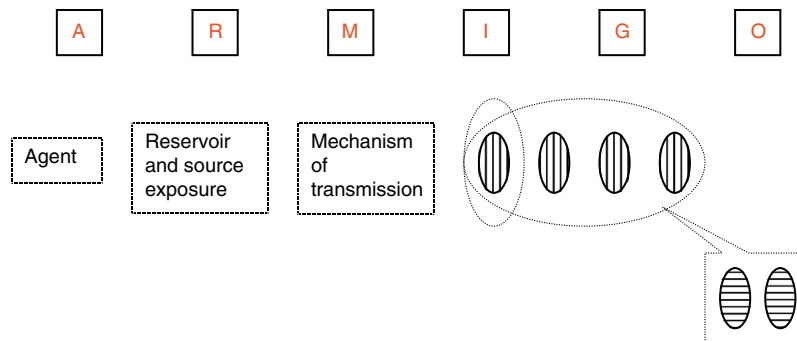 A R M I G O
Agent
Reservoir
and source
exposure
Mechanism
of
transmission